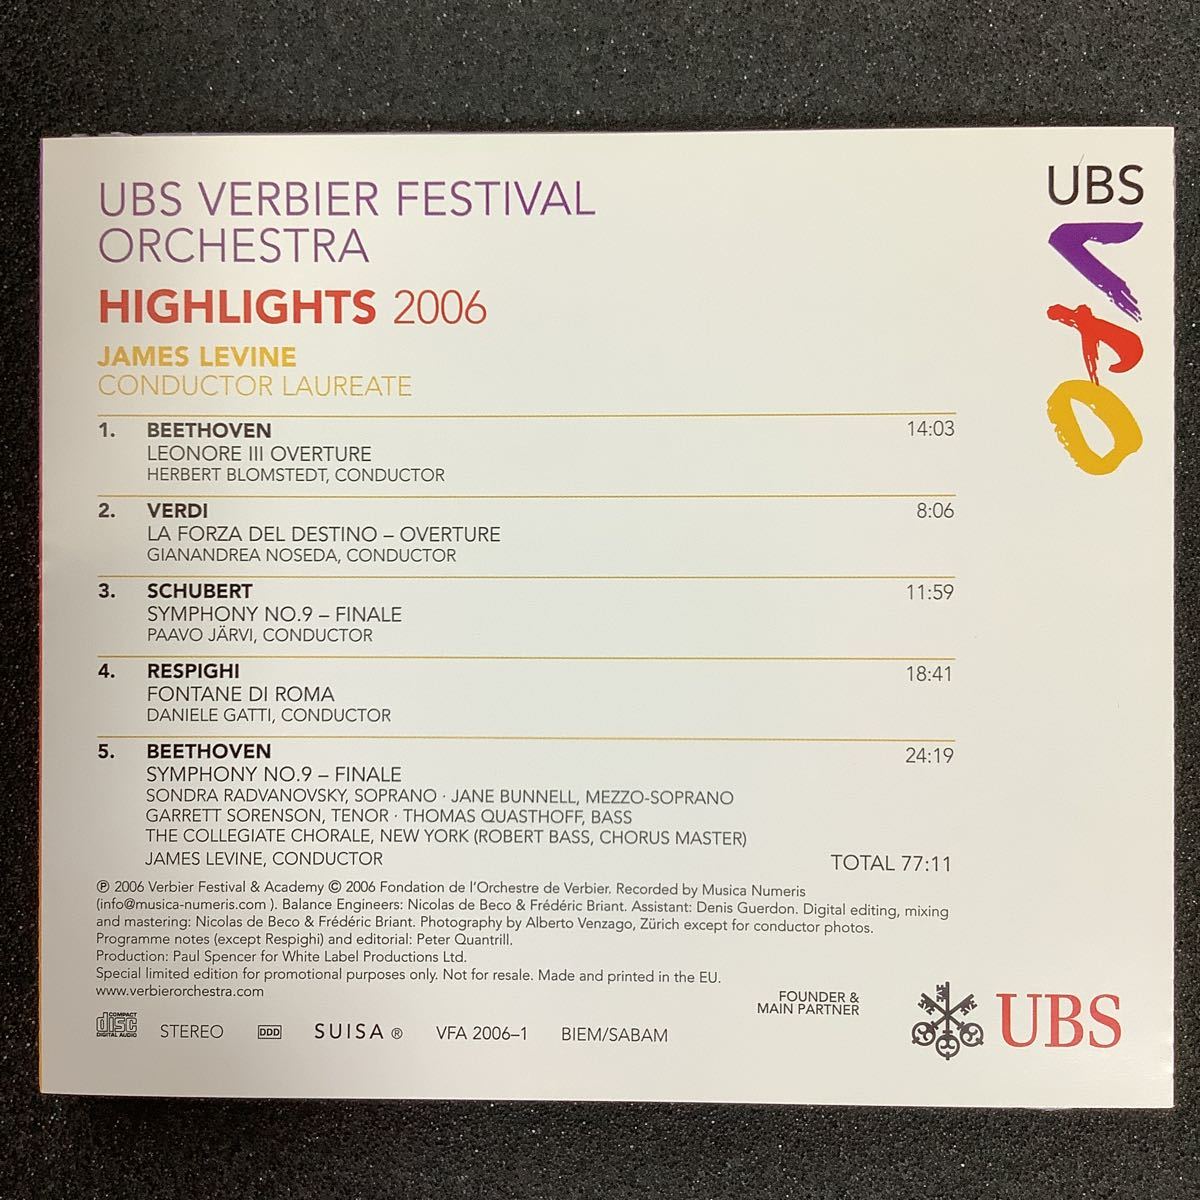 UBS VERBIER FESTIVAL
ORCHESTRA
HIGHLIGHTS 2006
JAMES LEVINE
CONDUCTOR LAUREATE
UBS
VFO
1. BEETHOVEN 14:03
LEONORE III OVERTURE
HERBERT BLOMSTEDT, CONDUCTOR
2. VERDI 8:06
LA FORZA DEL DESTINO – OVERTURE
GIANANDREA NOSEDA, CONDUCTOR
3. SCHUBERT 11:59
SYMPHONY NO.9 – FINALE
PAAVO JÄRVI, CONDUCTOR
4. RESPIGHI 18:41
FONTANE DI ROMA
DANIELE GATTI, CONDUCTOR
5. BEETHOVEN 24:19
SYMPHONY NO.9 – FINALE
SONDRA RADVANOVSKY, SOPRANO · JANE BUNNELL, MEZZO-SOPRANO
GARRETT SORENSON, TENOR · THOMAS QUASTHOFF, BASS
THE COLLEGIATE CHORALE, NEW YORK (ROBERT BASS, CHORUS MASTER)
JAMES LEVINE, CONDUCTOR TOTAL 77:11
℗ 2006 Verbier Festival & Academy © 2006 Fondation de l'Orchestre de Verbier. Recorded by Musica Numeris
(info@musica-numeris.com ). Balance Engineers: Nicolas de Beco & Frédéric Briant. Assistant: Denis Guerdon. Digital editing, mixing
and mastering: Nicolas de Beco & Frédéric Briant. Photography by Alberto Venzago, Zürich except for conductor photos.
Programme notes (except Respighi) and editorial: Peter Quantrill.
Production: Paul Spencer for White Label Productions Ltd.
Special limited edition for promotional purposes only. Not for resale. Made and printed in the EU.
www.verbierorchestra.com
COMPACT
disc
DIGITAL AUDIO
STEREO DDD SUISA ® VFA 2006–1 BIEM/SABAM
FOUNDER &
MAIN PARTNER
UBS